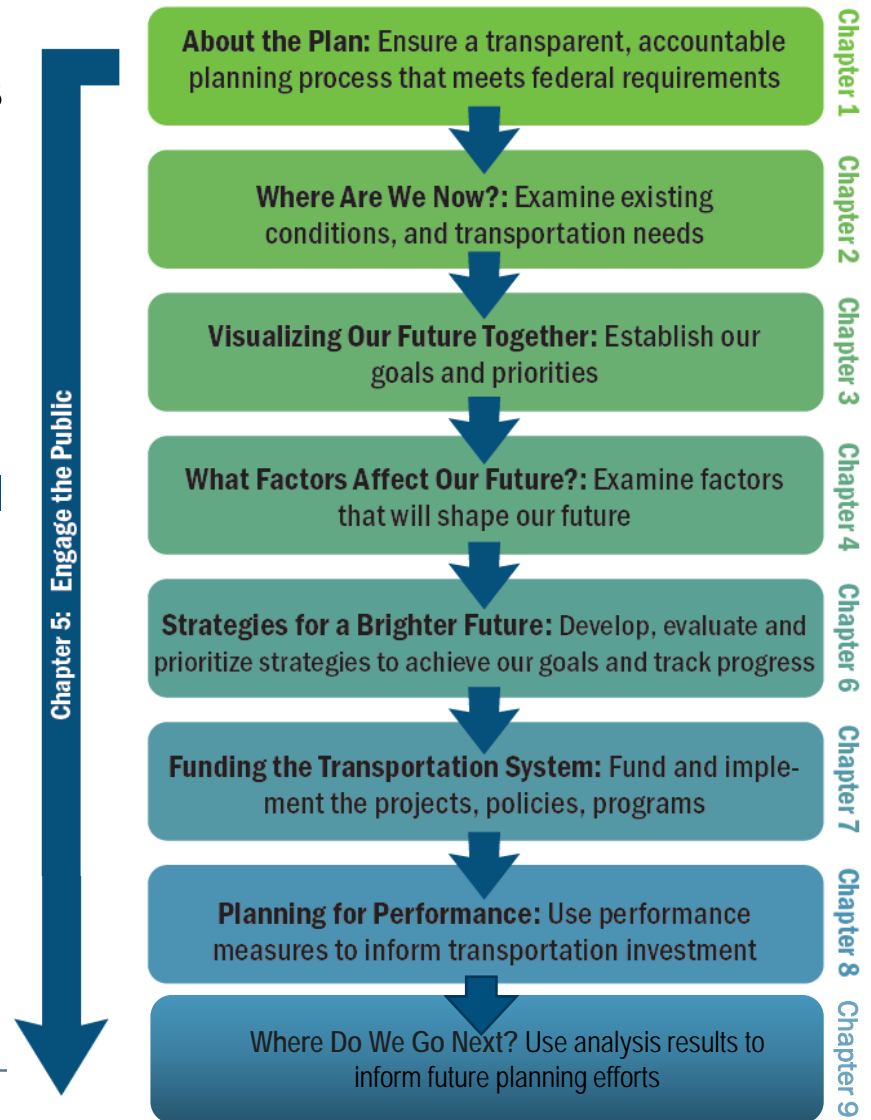 About the Plan: Ensure a transparent, accountable
planning process that meets federal requirements
Chapter 1
Where Are We Now?: Examine existing
conditions, and transportation needs
Chapter 2
Visualizing Our Future Together: Establish our
goals and priorities
Chapter 3
What Factors Affect Our Future?: Examine factors
that will shape our future
Chapter 4
Chapter 5: Engage the Public
Strategies for a Brighter Future: Develop, evaluate and
prioritize strategies to achieve our goals and track progress
Chapter 6
Funding the Transportation System: Fund and imple-
ment the projects, policies, programs
Chapter 7
Planning for Performance: Use performance
measures to inform transportation investment
Chapter 8
Where Do We Go Next? Use analysis results to
inform future planning efforts
Chapter 9